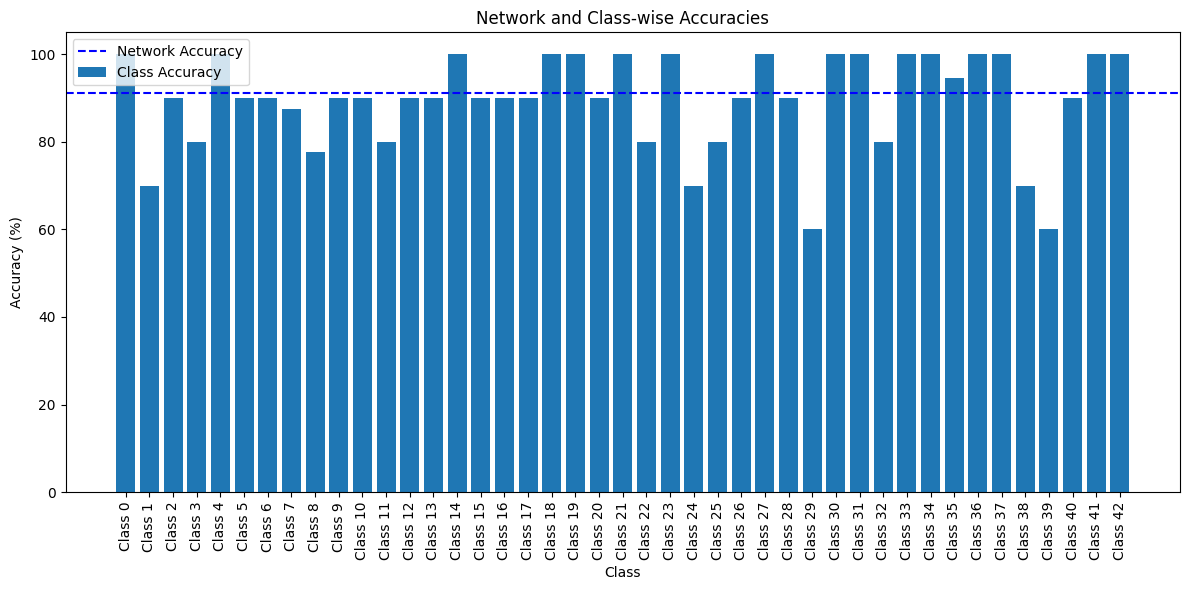 Network and Class-wise Accuracies
Network Accuracy
Class Accuracy
Accuracy (%)
100
80
60
40
20
0
Class 0
Class 1
Class 2
Class 3
Class 4
Class 5
Class 6
Class 7
Class 8
Class 9
Class 10
Class 11
Class 12
Class 13
Class 14
Class 15
Class 16
Class 17
Class 18
Class 19
Class 20
Class 21
Class 22
Class 23
Class 24
Class 25
Class 26
Class 27
Class 28
Class 29
Class 30
Class 31
Class 32
Class 33
Class 34
Class 35
Class 36
Class 37
Class 38
Class 39
Class 40
Class 41
Class 42
Class